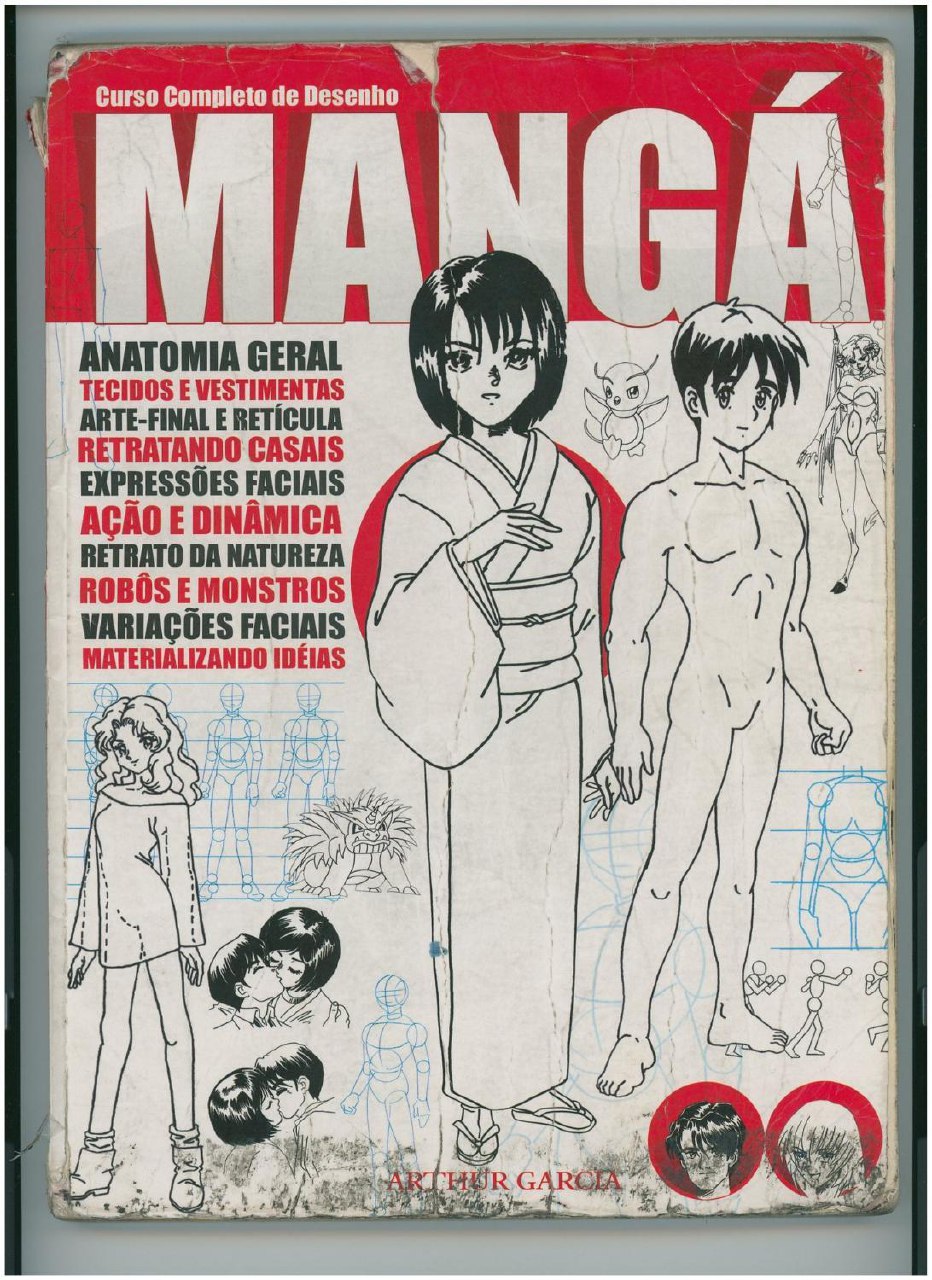 Curso Completo de Desenho
MANGÁ
ANATOMIA GERAL
TECIDOS E VESTIMENTAS
ARTE-FINAL E RETÍCULA
RETRATANDO CASAIS
EXPRESSÕES FACIAIS
AÇÃO E DINÂMICA
RETRATO DA NATUREZA
ROBÔS E MONSTROS
VARIAÇÕES FACIAIS
MATERIALIZANDO IDÉIAS
ARTHUR GARCIA